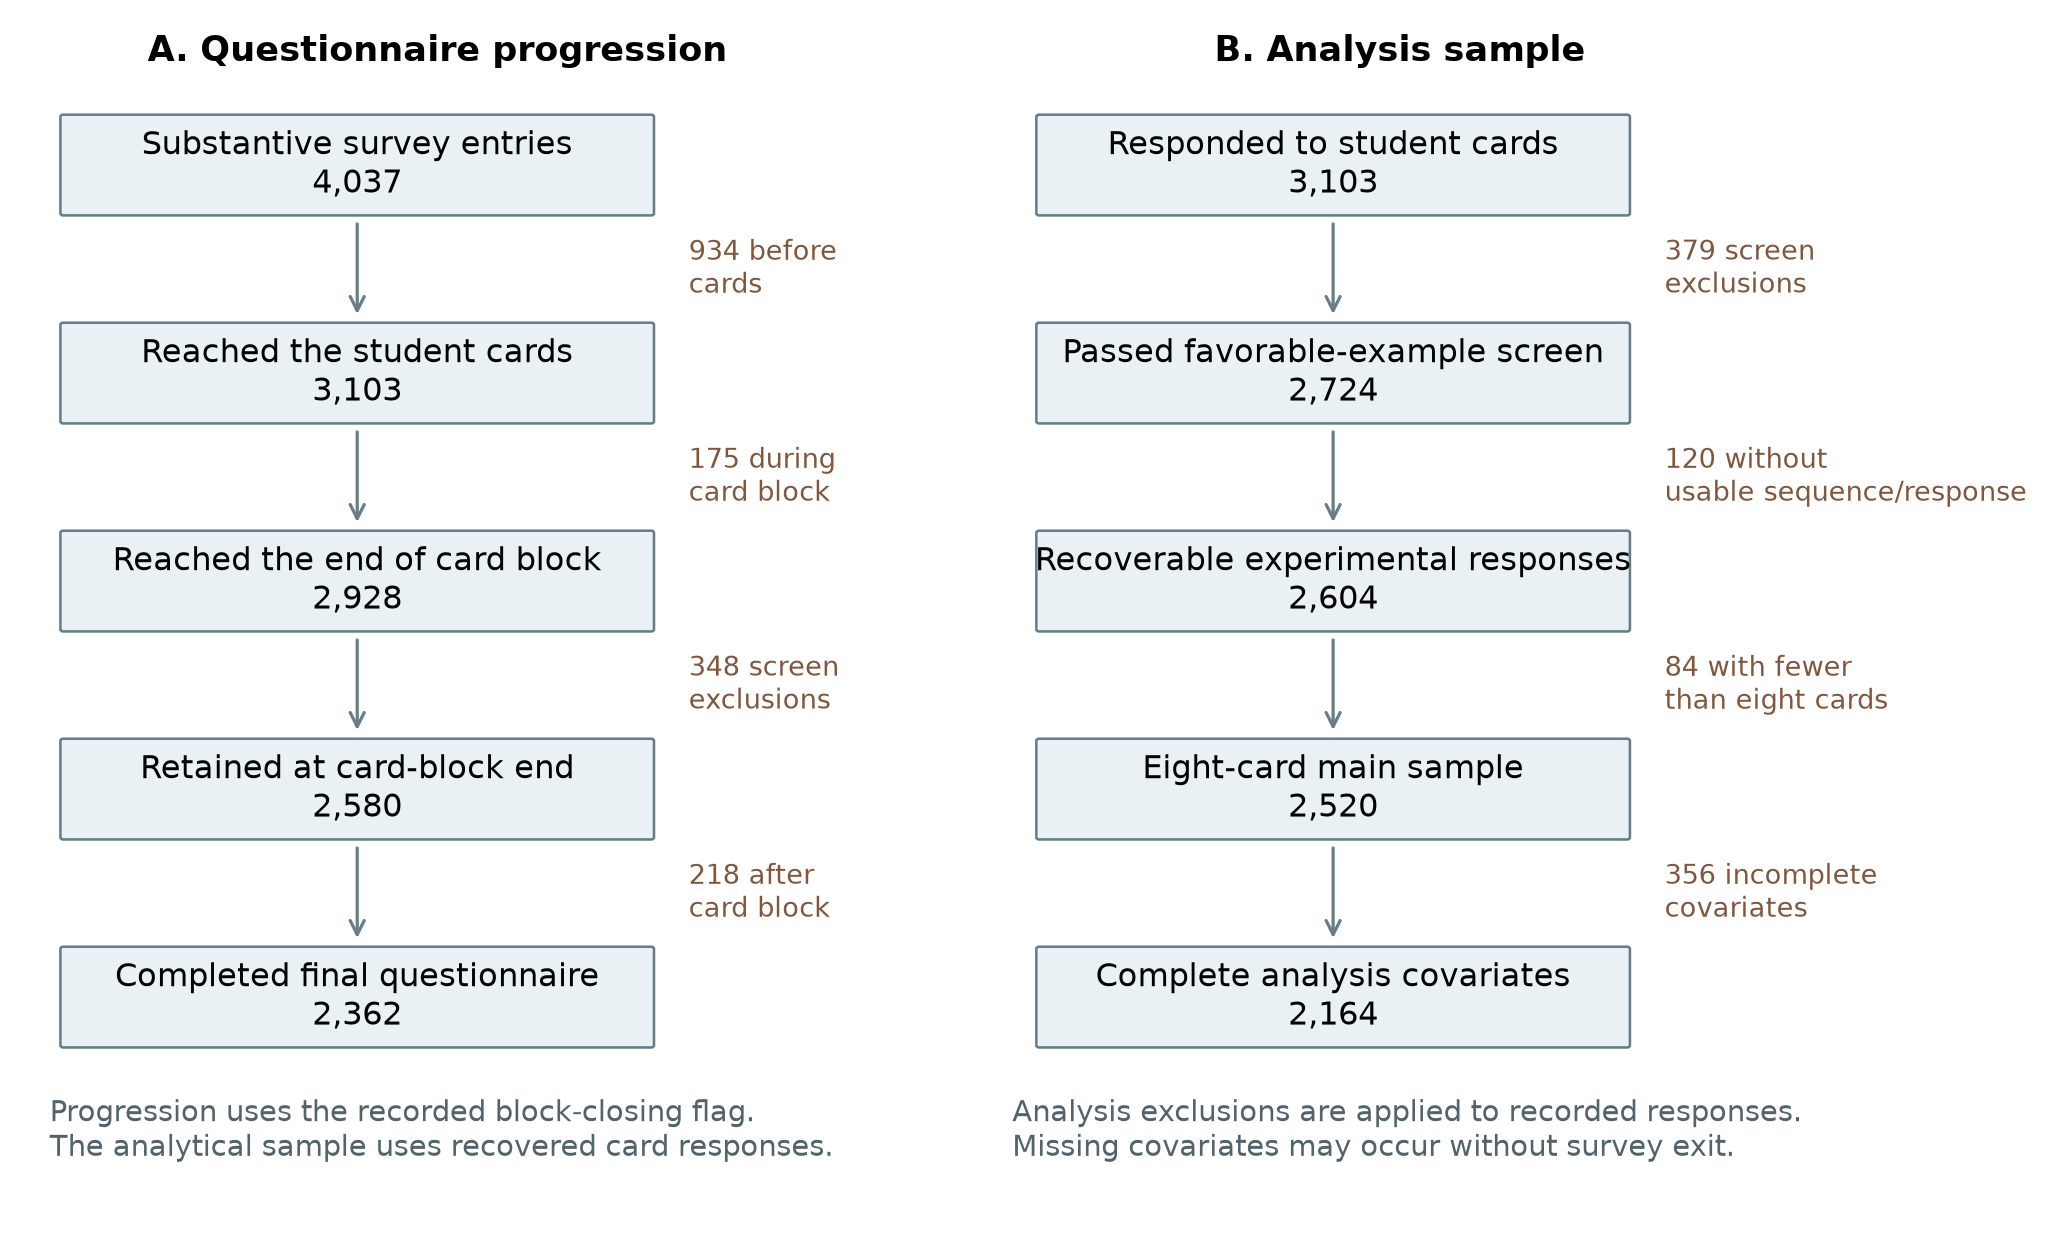 A. Questionnaire progression
Substantive survey entries
4,037
934 before
cards
Reached the student cards
3,103
175 during
card block
Reached the end of card block
2,928
348 screen
exclusions
Retained at card-block end
2,580
218 after
card block
Completed final questionnaire
2,362
Progression uses the recorded block-closing flag.
The analytical sample uses recovered card responses.
B. Analysis sample
Responded to student cards
3,103
379 screen
exclusions
Passed favorable-example screen
2,724
120 without
usable sequence/response
Recoverable experimental responses
2,604
84 with fewer
than eight cards
Eight-card main sample
2,520
356 incomplete
covariates
Complete analysis covariates
2,164
Analysis exclusions are applied to recorded responses.
Missing covariates may occur without survey exit.